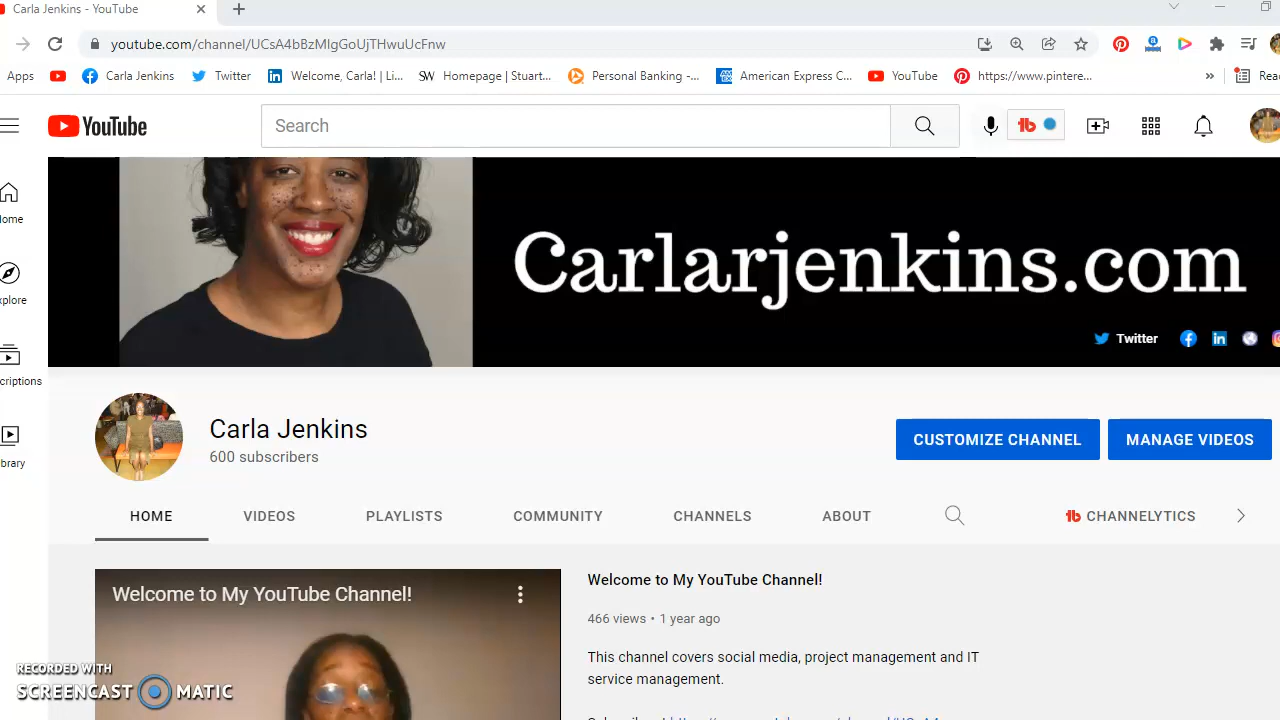 Carla Jenkins - YouTube
youtube.com/channel/UCsA4bBzMIgGoUjTHwuUcFnw
Apps Carla Jenkins Twitter Welcome, Carla! | Li... SW Homepage | Stuart... Personal Banking -... American Express C... YouTube https://www.pintere... » Rea
YouTube Search
ome
xplore
criptions
brary
Carlarjenkins.com
Twitter
Carla Jenkins
600 subscribers
CUSTOMIZE CHANNEL MANAGE VIDEOS
HOME VIDEOS PLAYLISTS COMMUNITY CHANNELS ABOUT CHANNELYTICS
Welcome to My YouTube Channel!
Welcome to My YouTube Channel!
466 views • 1 year ago
This channel covers social media, project management and IT
service management.
RECORDED WITH
SCREENCAST MATIC